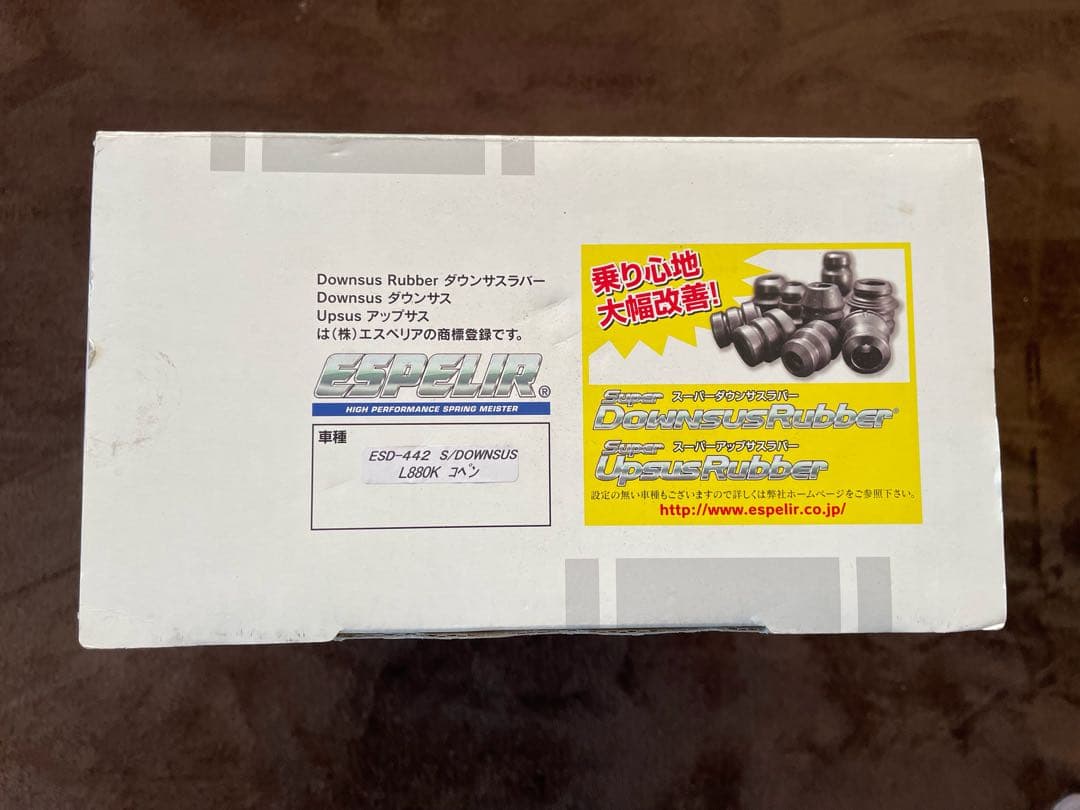 Downsus Rubber ダウンサスラバー
Downsus ダウンサス
Upsus アップサス
は(株)エスペリアの商標登録です。
ESPELIR®
HIGH PERFORMANCE SPRING MEISTER
車種
ESD-442 S/DOWNSUS
L880K コペン
乗り心地
大幅改善!
Super スーパーダウンサスラバー
DOWNSUSRUBBER®
Super スーパーアップサスラバー
UPSUSRUBBER
設定の無い車種もございますので詳しくは弊社ホームページをご参照下さい。
http://www.espelir.co.jp/